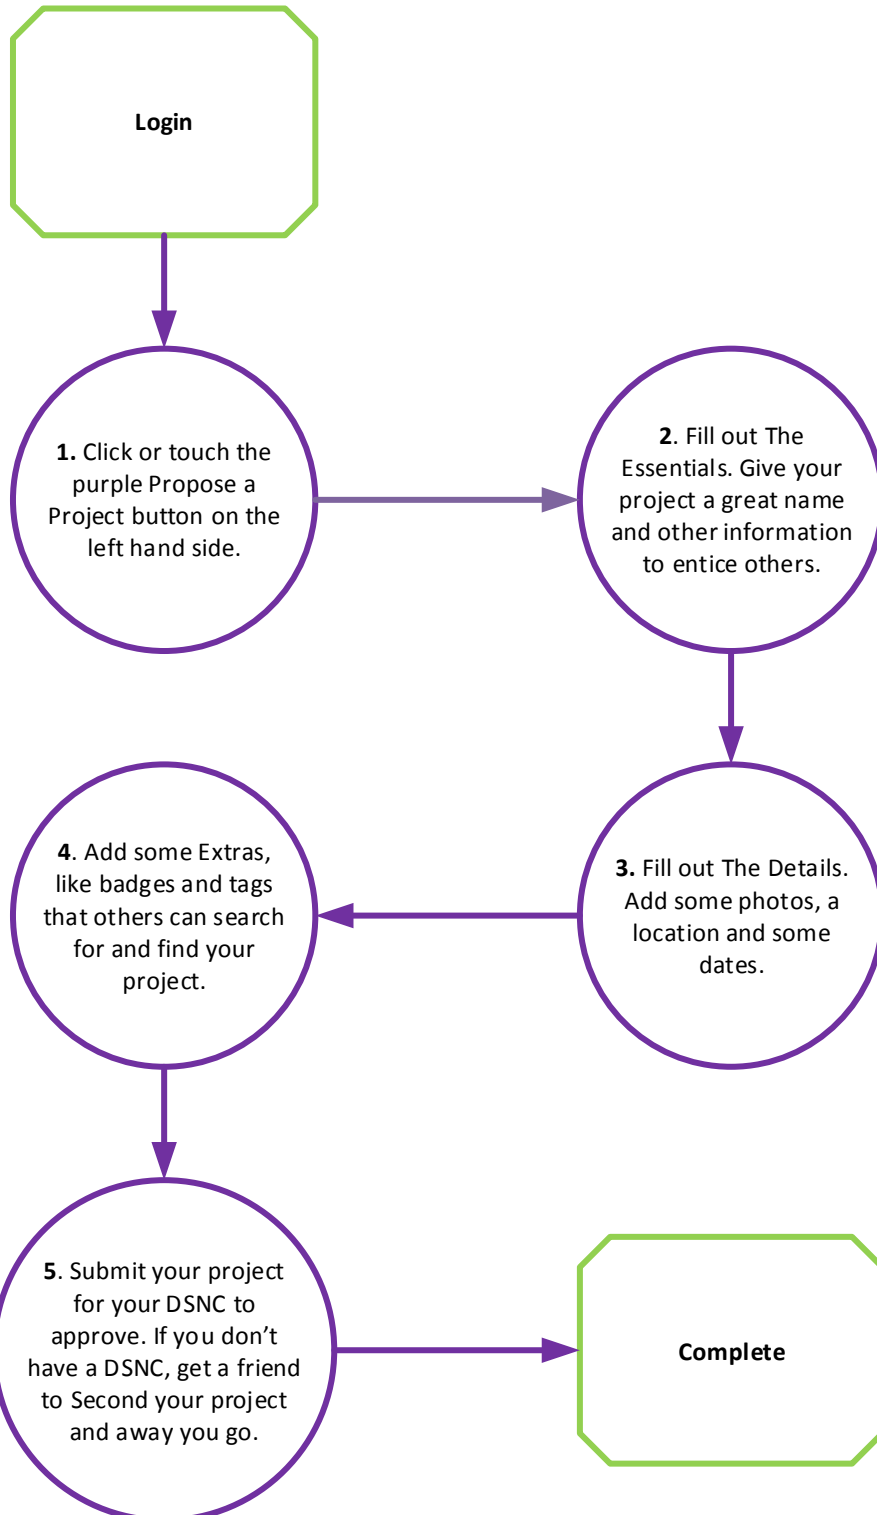 Login
1. Click or touch the
purple Propose a
Project button on the
left hand side.
2. Fill out The
Essentials. Give your
project a great name
and other information
to entice others.
3. Fill out The Details.
Add some photos, a
location and some
dates.
4. Add some Extras,
like badges and tags
that others can search
for and find your
project.
5. Submit your project
for your DSNC to
approve. If you don’t
have a DSNC, get a friend
to Second your project
and away you go.
Complete